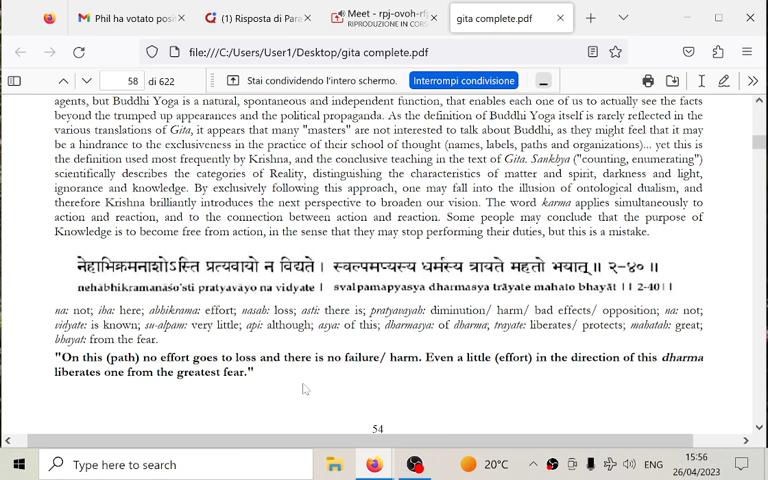 Phil ha votato posi
(1) Risposta di Para
Meet - rpj-ovoh-rf
RIPRODUZIONE IN CORS
gita complete.pdf
file:///C:/Users/User1/Desktop/gita complete.pdf
58 di 622
Stai condividendo l'intero schermo.
Interrompi condivisione
agents, but Buddhi Yoga is a natural, spontaneous and independent function, that enables each one of us to actually see the facts
beyond the trumped up appearances and the political propaganda. As the definition of Buddhi Yoga itself is rarely reflected in the
various translations of Gita, it appears that many "masters" are not interested to talk about Buddhi, as they might feel that it may
be a hindrance to the exclusiveness in the practice of their school of thought (names, labels, paths and organizations)... yet this is
the definition used most frequently by Krishna, and the conclusive teaching in the text of Gita. Sankhya ("counting, enumerating")
scientifically describes the categories of Reality, distinguishing the characteristics of matter and spirit, darkness and light,
ignorance and knowledge. By exclusively following this approach, one may fall into the illusion of ontological dualism, and
therefore Krishna brilliantly introduces the next perspective to broaden our vision. The word karma applies simultaneously to
action and reaction, and to the connection between action and reaction. Some people may conclude that the purpose of
Knowledge is to become free from action, in the sense that they may stop performing their duties, but this is a mistake.
नेहाभिक्रमनाशोऽस्ति प्रत्यवायो न विद्यते । स्वल्पमप्यस्य धर्मस्य त्रायते महतो भयात् ॥ २-४० ॥
nehābhikramanāśo'sti pratyavāyo na vidyate । svalpamapyasya dharmasya trāyate mahato bhayāt ।। 2-40।।
na: not; iha: here; abhikrama: effort; nasah: loss; asti: there is; pratyavayah: diminution/ harm/ bad effects/ opposition; na: not;
vidyate: is known; su-alpam: very little; api: although; asya: of this; dharmasya: of dharma; trayate: liberates/ protects; mahatah: great;
bhayat: from the fear.
"On this (path) no effort goes to loss and there is no failure/ harm. Even a little (effort) in the direction of this dharma
liberates one from the greatest fear."
54
Type here to search
20°C
ENG
15:56
26/04/2023